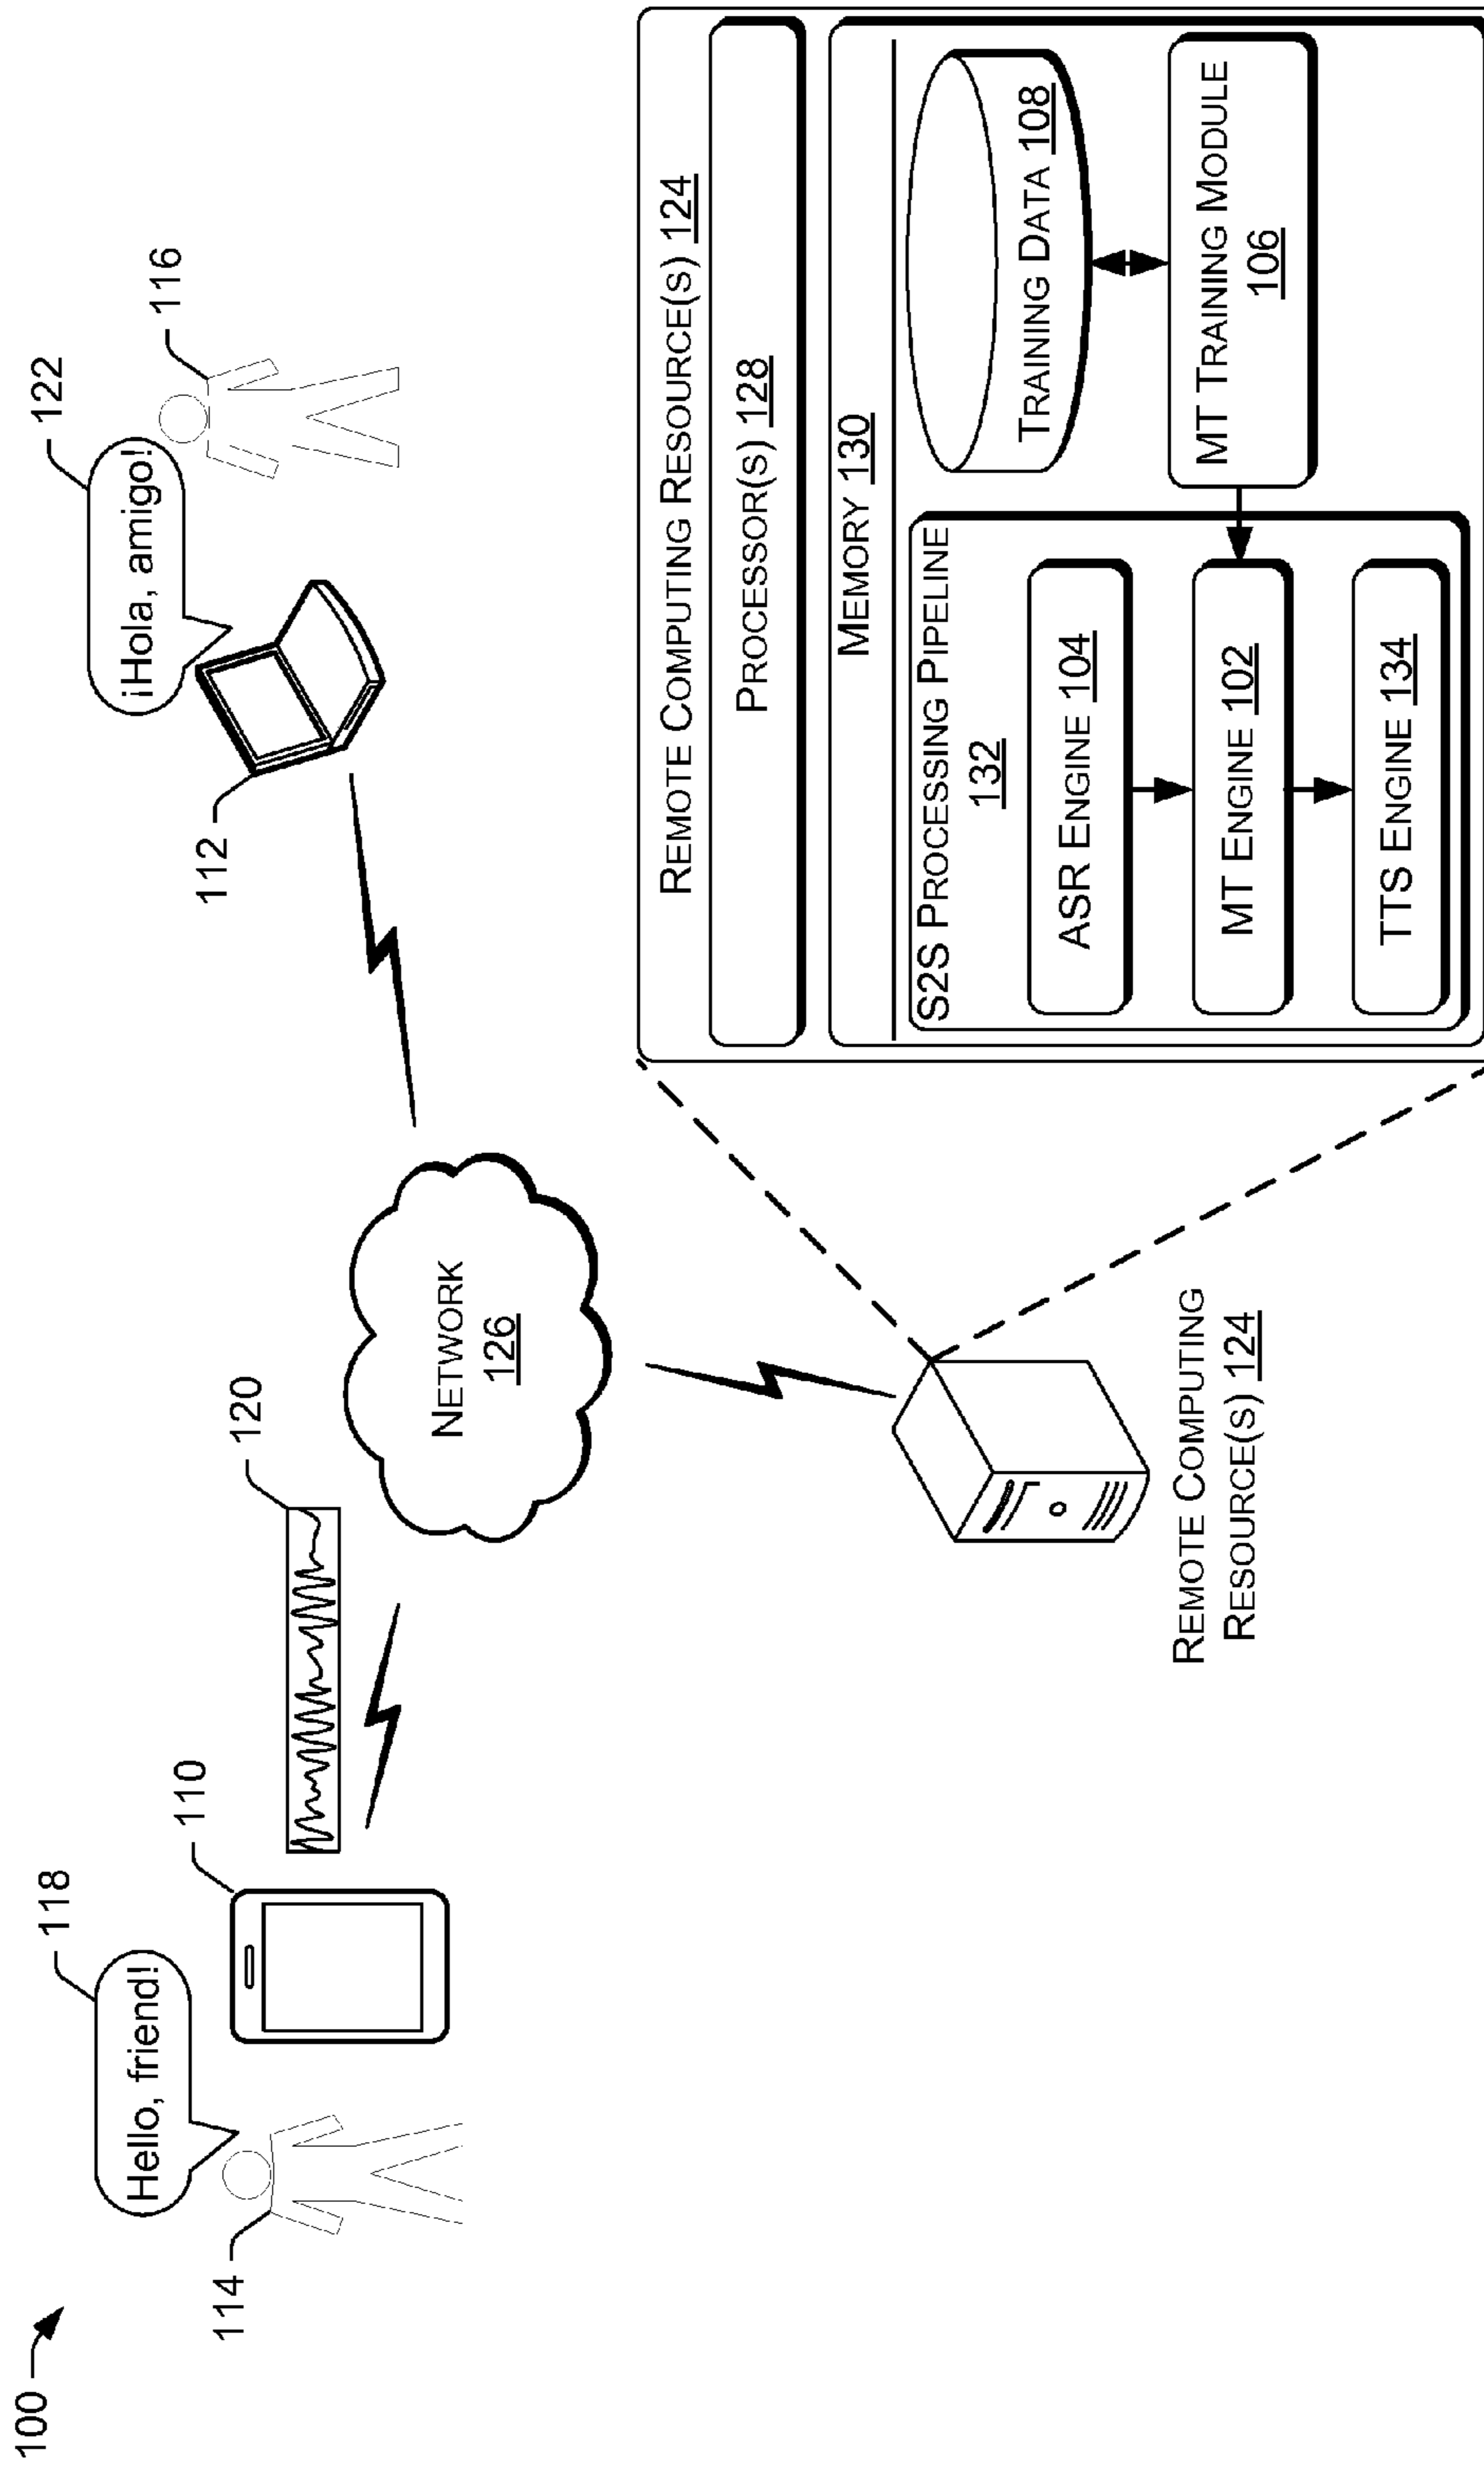 100
118
Hello, friend!
114
110
120
122
¡Hola, amigo!
116
112
NETWORK
126
REMOTE COMPUTING
RESOURCE(S) 124
REMOTE COMPUTING RESOURCE(S) 124
PROCESSOR(S) 128
MEMORY 130
S2S PROCESSING PIPELINE
132
ASR ENGINE 104
MT ENGINE 102
TTS ENGINE 134
TRAINING DATA 108
MT TRAINING MODULE
106